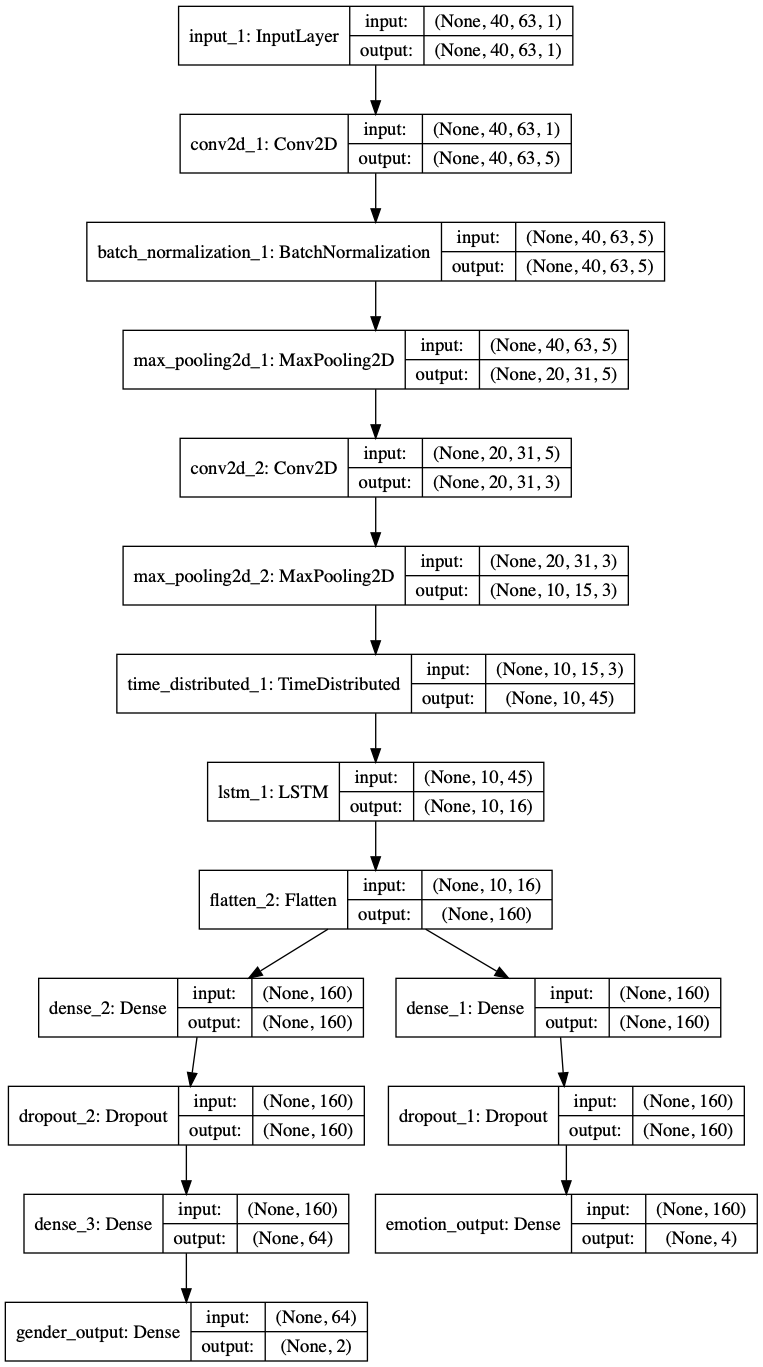 input_1: InputLayer
input: (None, 40, 63, 1)
output: (None, 40, 63, 1)
conv2d_1: Conv2D
input: (None, 40, 63, 1)
output: (None, 40, 63, 5)
batch_normalization_1: BatchNormalization
input: (None, 40, 63, 5)
output: (None, 40, 63, 5)
max_pooling2d_1: MaxPooling2D
input: (None, 40, 63, 5)
output: (None, 20, 31, 5)
conv2d_2: Conv2D
input: (None, 20, 31, 5)
output: (None, 20, 31, 3)
max_pooling2d_2: MaxPooling2D
input: (None, 20, 31, 3)
output: (None, 10, 15, 3)
time_distributed_1: TimeDistributed
input: (None, 10, 15, 3)
output: (None, 10, 45)
lstm_1: LSTM
input: (None, 10, 45)
output: (None, 10, 16)
flatten_2: Flatten
input: (None, 10, 16)
output: (None, 160)
dense_2: Dense
input: (None, 160)
output: (None, 160)
dense_1: Dense
input: (None, 160)
output: (None, 160)
dropout_2: Dropout
input: (None, 160)
output: (None, 160)
dropout_1: Dropout
input: (None, 160)
output: (None, 160)
dense_3: Dense
input: (None, 160)
output: (None, 64)
emotion_output: Dense
input: (None, 160)
output: (None, 4)
gender_output: Dense
input: (None, 64)
output: (None, 2)